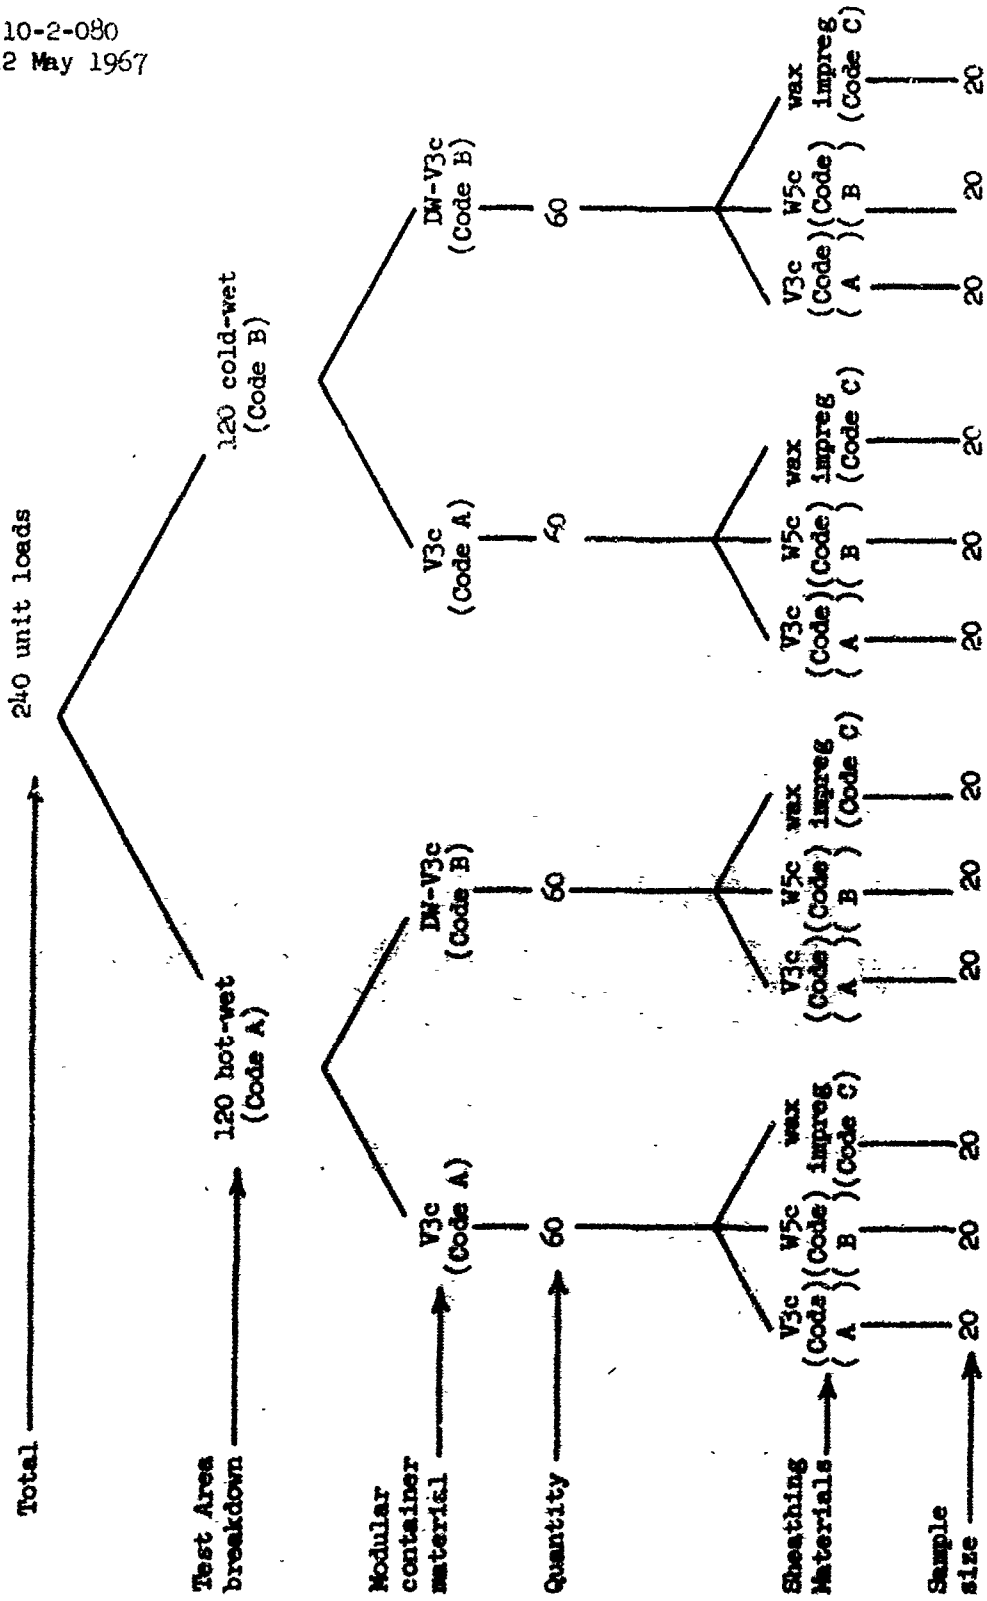 10-2-080
2 May 1967
Total
240 unit loads
Test Area
breakdown
120 hot-wet
(Code A)
120 cold-wet
(Code B)
Modular
container
material
V3c
(Code A)
DW-V3c
(Code B)
V3c
(Code A)
DW-V3c
(Code B)
Quantity
60
60
60
60
Sheathing
Materials
V3c
(Code)
( A )
W5c
(Code)
( B )
wax
impreg
(Code C)
V3c
(Code)
( A )
W5c
(Code)
( B )
wax
impreg
(Code C)
V3c
(Code)
( A )
W5c
(Code)
( B )
wax
impreg
(Code C)
V3c
(Code)
( A )
W5c
(Code)
( B )
wax
impreg
(Code C)
Sample
size
20
20
20
20
20
20
20
20
20
20
20
20